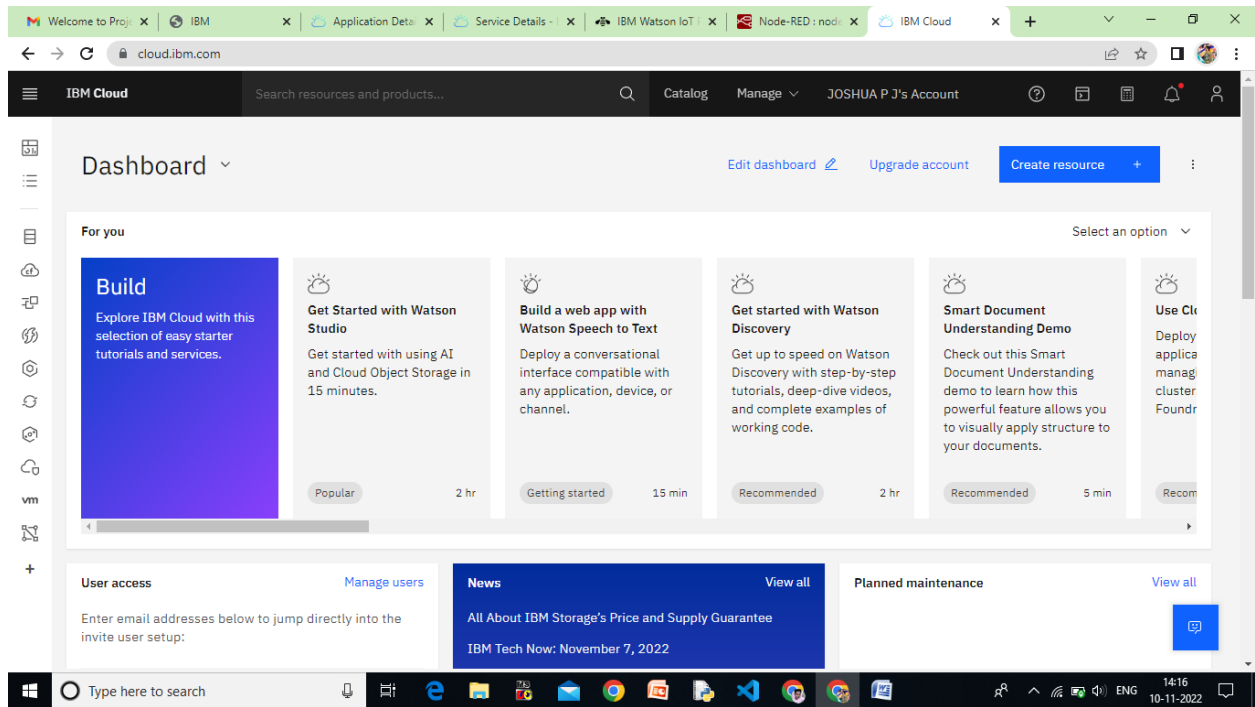 Welcome to Proje
IBM
Application Detai
Service Details - I
IBM Watson IoT P
Node-RED : node
IBM Cloud
cloud.ibm.com
IBM Cloud
Search resources and products...
Catalog
Manage
JOSHUA P J's Account
Dashboard
Edit dashboard
Upgrade account
Create resource +
For you
Select an option
Build
Explore IBM Cloud with this
selection of easy starter
tutorials and services.
Get Started with Watson
Studio
Get started with using AI
and Cloud Object Storage in
15 minutes.
Popular
2 hr
Build a web app with
Watson Speech to Text
Deploy a conversational
interface compatible with
any application, device, or
channel.
Getting started
15 min
Get started with Watson
Discovery
Get up to speed on Watson
Discovery with step-by-step
tutorials, deep-dive videos,
and complete examples of
working code.
Recommended
2 hr
Smart Document
Understanding Demo
Check out this Smart
Document Understanding
demo to learn how this
powerful feature allows you
to visually apply structure to
your documents.
Recommended
5 min
Use Clo
Deploy
applica
manag
cluster
Foundr
Recom
vm
User access
Manage users
Enter email addresses below to jump directly into the
invite user setup:
News
View all
All About IBM Storage's Price and Supply Guarantee
IBM Tech Now: November 7, 2022
Planned maintenance
View all
Type here to search
ENG
14:16
10-11-2022